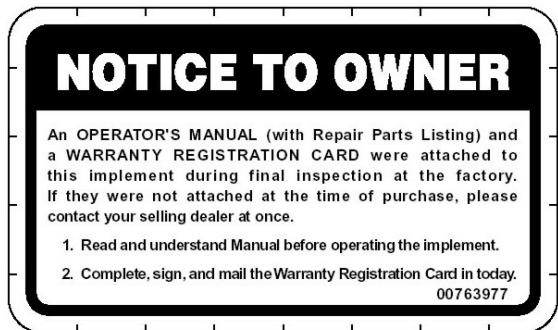 NOTICE TO OWNER
An OPERATOR'S MANUAL (with Repair Parts Listing) and
a WARRANTY REGISTRATION CARD were attached to
this implement during final inspection at the factory.
If they were not attached at the time of purchase, please
contact your selling dealer at once.
1. Read and understand Manual before operating the implement.
2. Complete, sign, and mail the Warranty Registration Card in today.
00763977